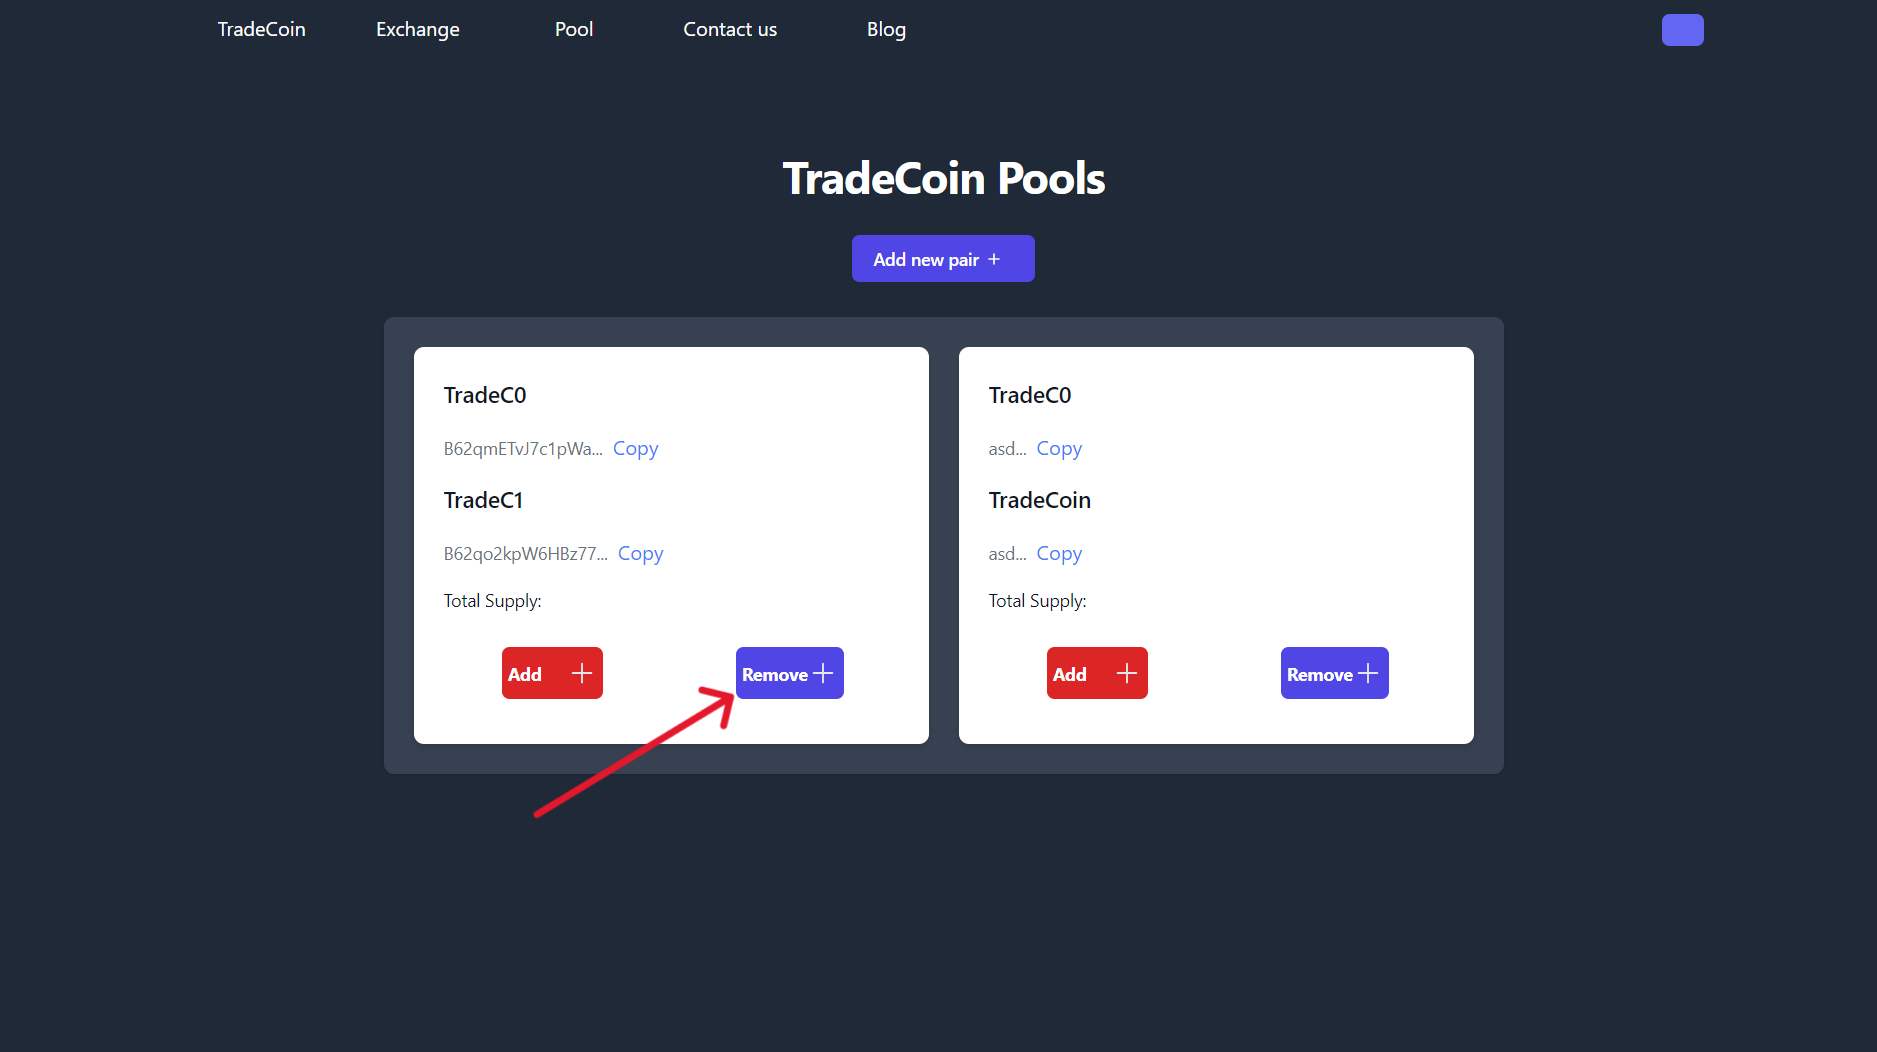 TradeCoin Exchange Pool Contact us Blog
TradeCoin Pools
Add new pair +
TradeC0
B62qmETvJ7c1pWa... Copy
TradeC1
B62qo2kpW6HBz77... Copy
Total Supply:
Add +
Remove +
TradeC0
asd... Copy
TradeCoin
asd... Copy
Total Supply:
Add +
Remove +